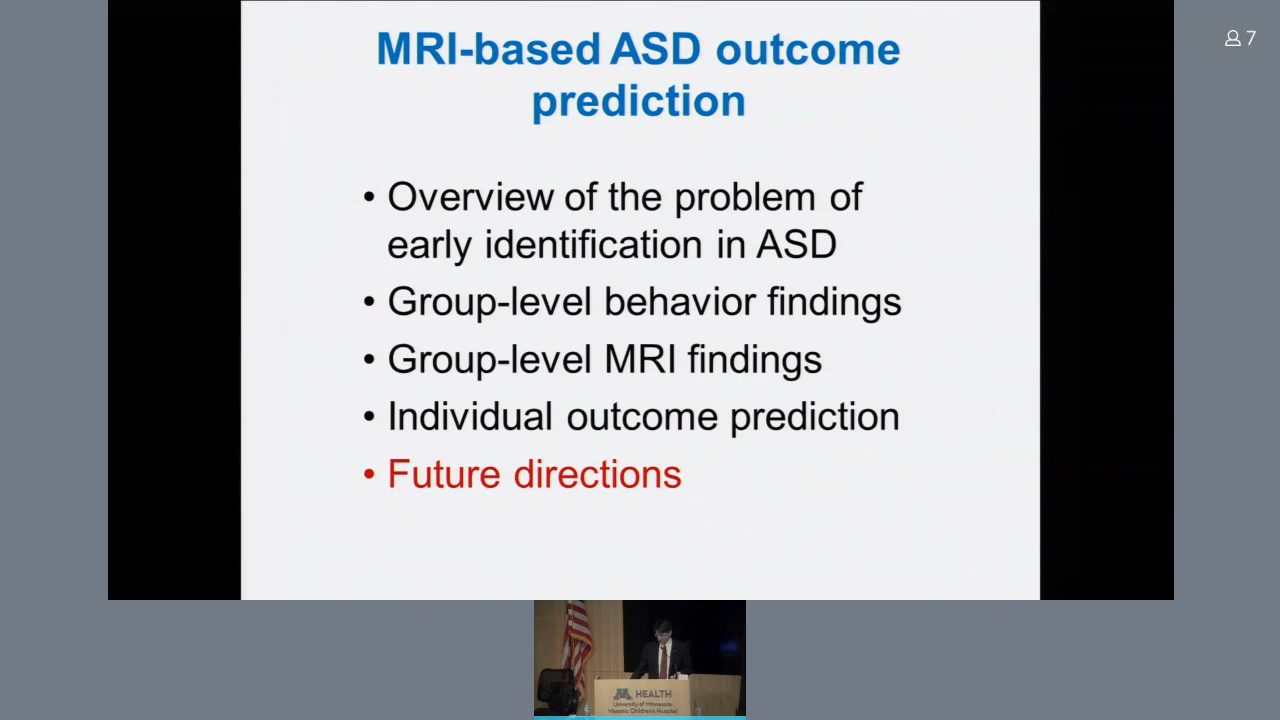 MRI-based ASD outcome
prediction
7
• Overview of the problem of
early identification in ASD
• Group-level behavior findings
• Group-level MRI findings
• Individual outcome prediction
• Future directions
M HEALTH
University of Minnesota
Masonic Children's Hospital